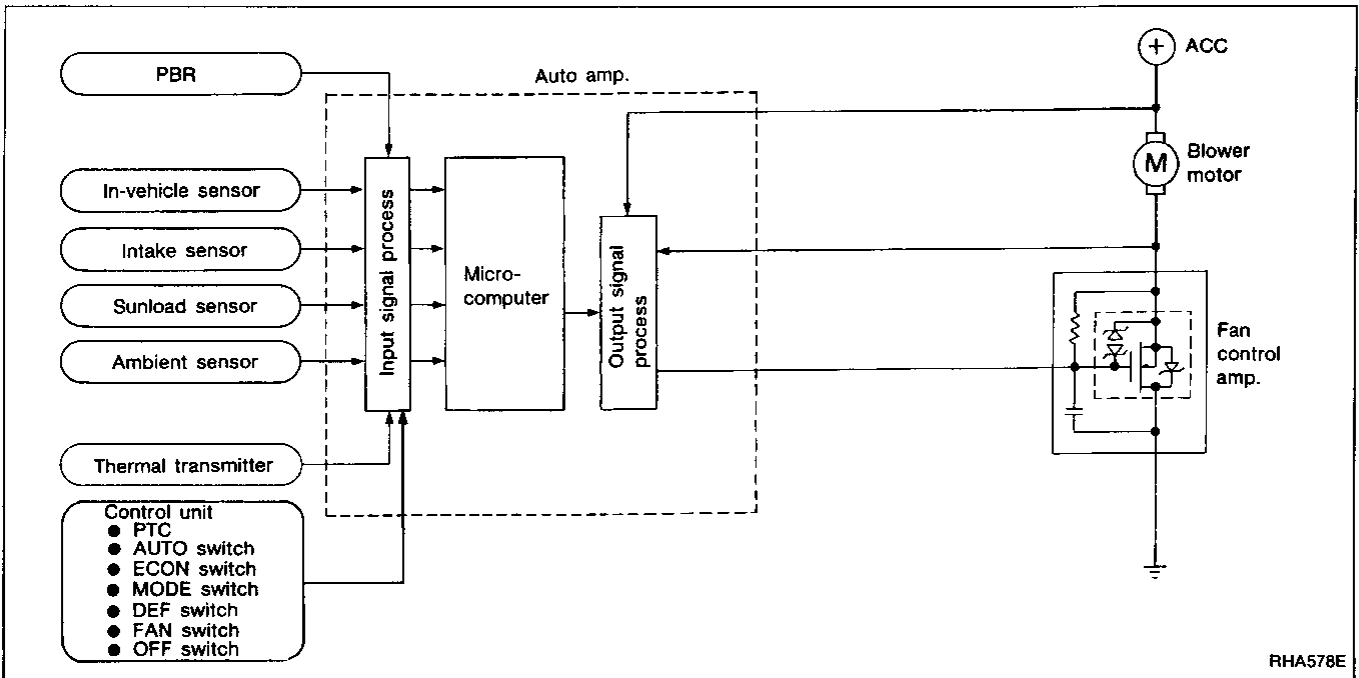 PBR
Auto amp.
ACC
In-vehicle sensor
Intake sensor
Sunload sensor
Ambient sensor
Thermal transmitter
Input signal process
Micro-
computer
Output signal
process
M
Blower
motor
Fan
control
amp.
Control unit
● PTC
● AUTO switch
● ECON switch
● MODE switch
● DEF switch
● FAN switch
● OFF switch
RHA578E